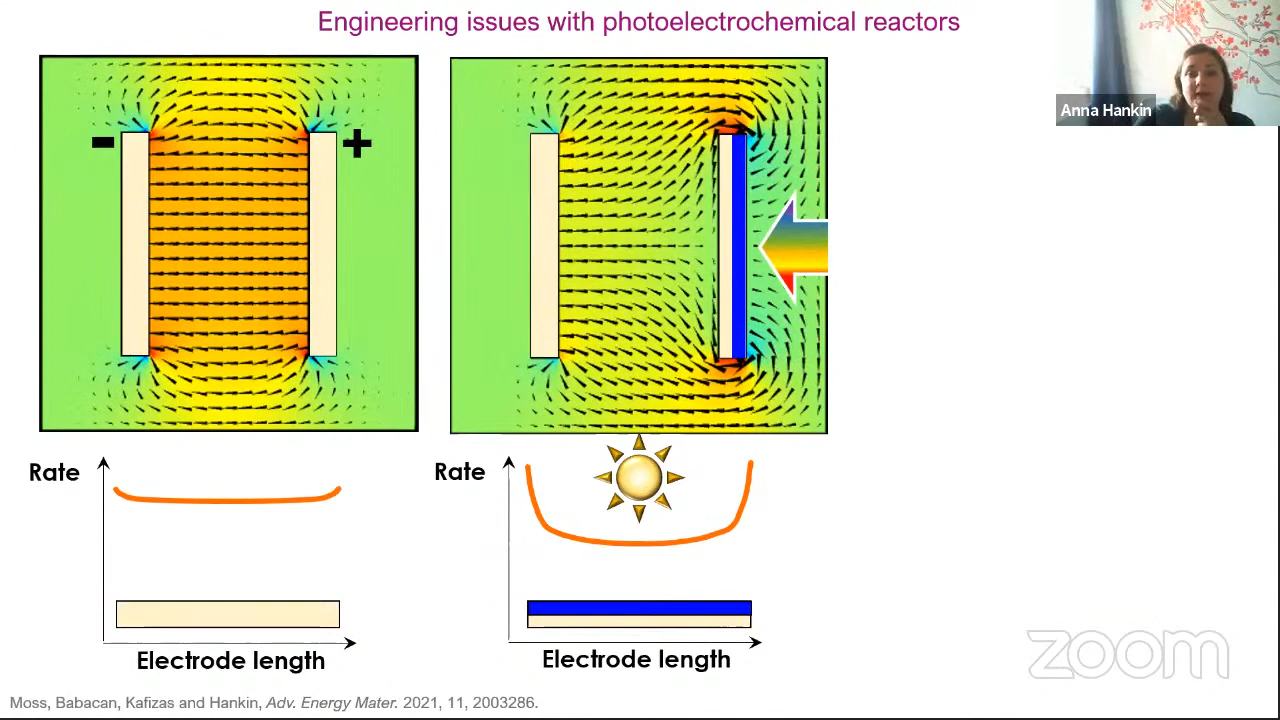 Engineering issues with photoelectrochemical reactors
Anna Hankin
- +
Rate
Electrode length
Rate
Electrode length
zoom
Moss, Babacan, Kafizas and Hankin, Adv. Energy Mater. 2021, 11, 2003286.